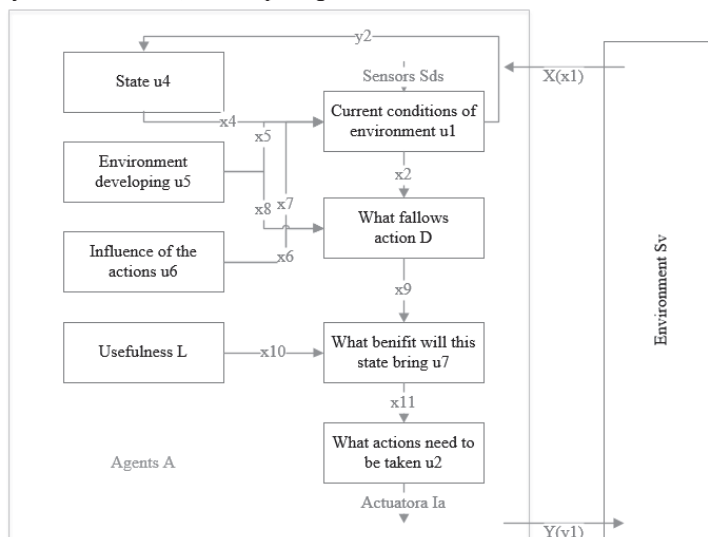 y2
Sensors Sds
X(x1)
State u4
Current conditions of
environment u1
x4
x5
Environment
developing u5
x2
x8
x7
What fallows
action D
Influence of the
actions u6
x6
x9
Usefulness L
x10
What benifit will this
state bring u7
x11
What actions need to
be taken u2
Agents A
Actuatora Ia
Y(y1)
Environment Sv